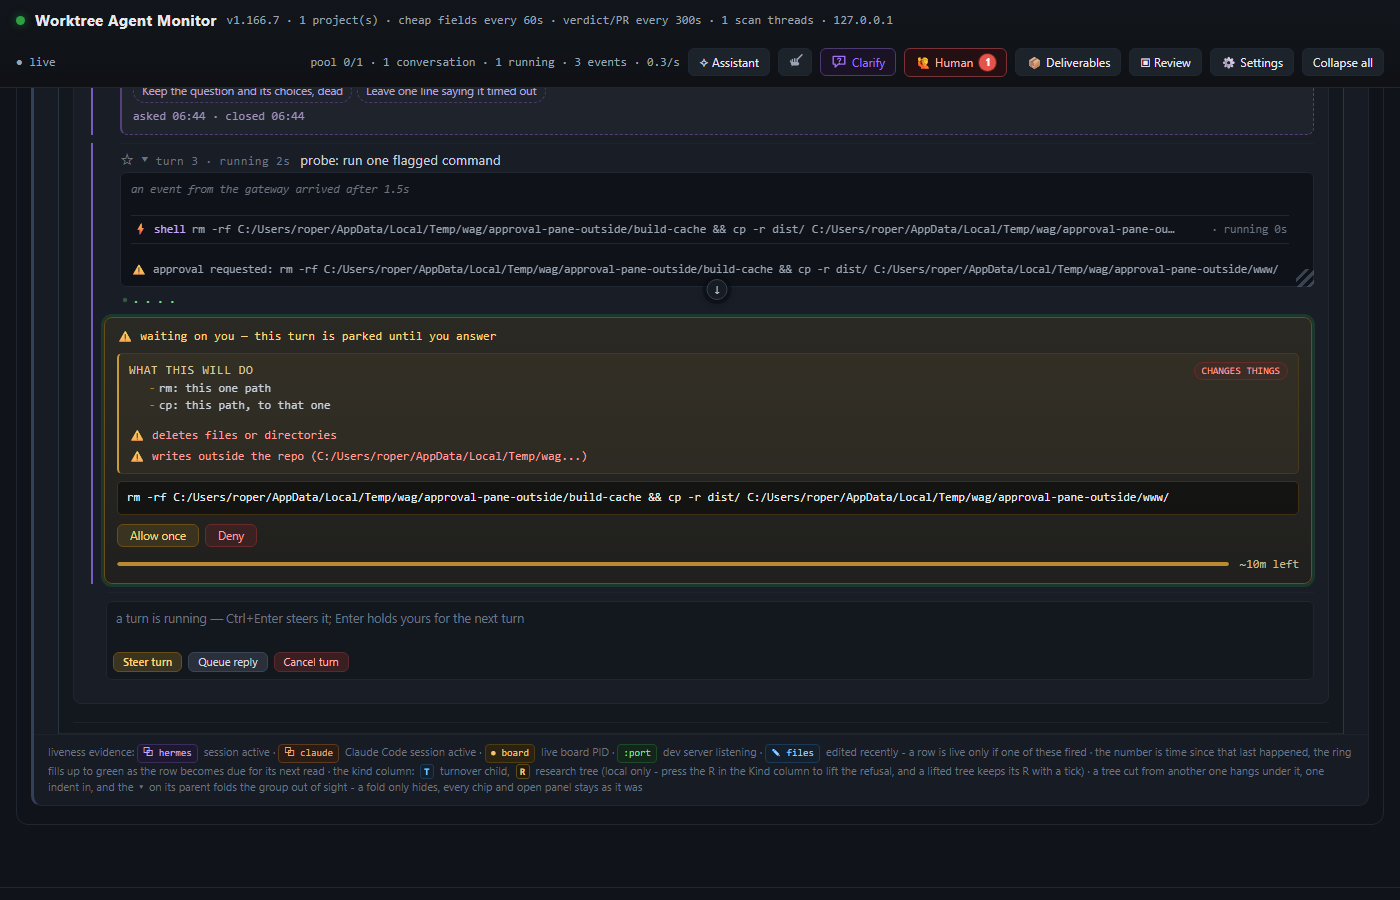 Worktree Agent Monitor v1.166.7 · 1 project(s) · cheap fields every 60s · verdict/PR every 300s · 1 scan threads · 127.0.0.1
● live
pool 0/1 · 1 conversation · 1 running · 3 events · 0.3/s
Assistant
Clarify
Human 1
Deliverables
Review
Settings
Collapse all
Keep the question and its choices, dead
Leave one line saying it timed out
asked 06:44 · closed 06:44
☆ ▾ turn 3 · running 2s probe: run one flagged command
an event from the gateway arrived after 1.5s
shell rm -rf C:/Users/roper/AppData/Local/Temp/wag/approval-pane-outside/build-cache && cp -r dist/ C:/Users/roper/AppData/Local/Temp/wag/approval-pane-ou… · running 0s
approval requested: rm -rf C:/Users/roper/AppData/Local/Temp/wag/approval-pane-outside/build-cache && cp -r dist/ C:/Users/roper/AppData/Local/Temp/wag/approval-pane-outside/www/
↓
waiting on you — this turn is parked until you answer
WHAT THIS WILL DO
CHANGES THINGS
- rm: this one path
- cp: this path, to that one
deletes files or directories
writes outside the repo (C:/Users/roper/AppData/Local/Temp/wag...)
rm -rf C:/Users/roper/AppData/Local/Temp/wag/approval-pane-outside/build-cache && cp -r dist/ C:/Users/roper/AppData/Local/Temp/wag/approval-pane-outside/www/
Allow once
Deny
~10m left
a turn is running — Ctrl+Enter steers it; Enter holds yours for the next turn
Steer turn
Queue reply
Cancel turn
liveness evidence: hermes session active · claude Claude Code session active · ● board live board PID · :port dev server listening · files edited recently - a row is live only if one of these fired · the number is time since that last happened, the ring
fills up to green as the row becomes due for its next read · the kind column: T turnover child, R research tree (local only - press the R in the Kind column to lift the refusal, and a lifted tree keeps its R with a tick) · a tree cut from another one hangs under it, one
indent in, and the ▾ on its parent folds the group out of sight - a fold only hides, every chip and open panel stays as it was